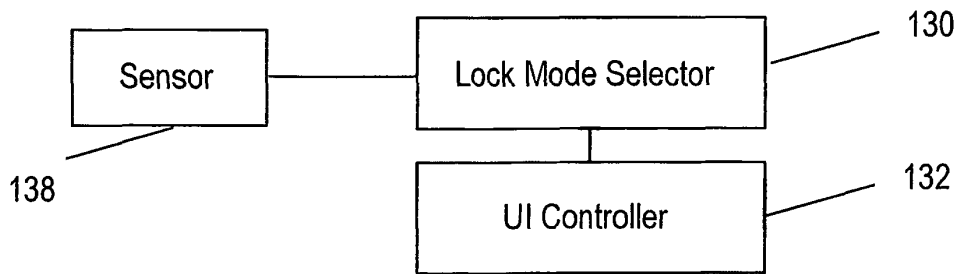 130
Sensor
Lock Mode Selector
138
132
UI Controller